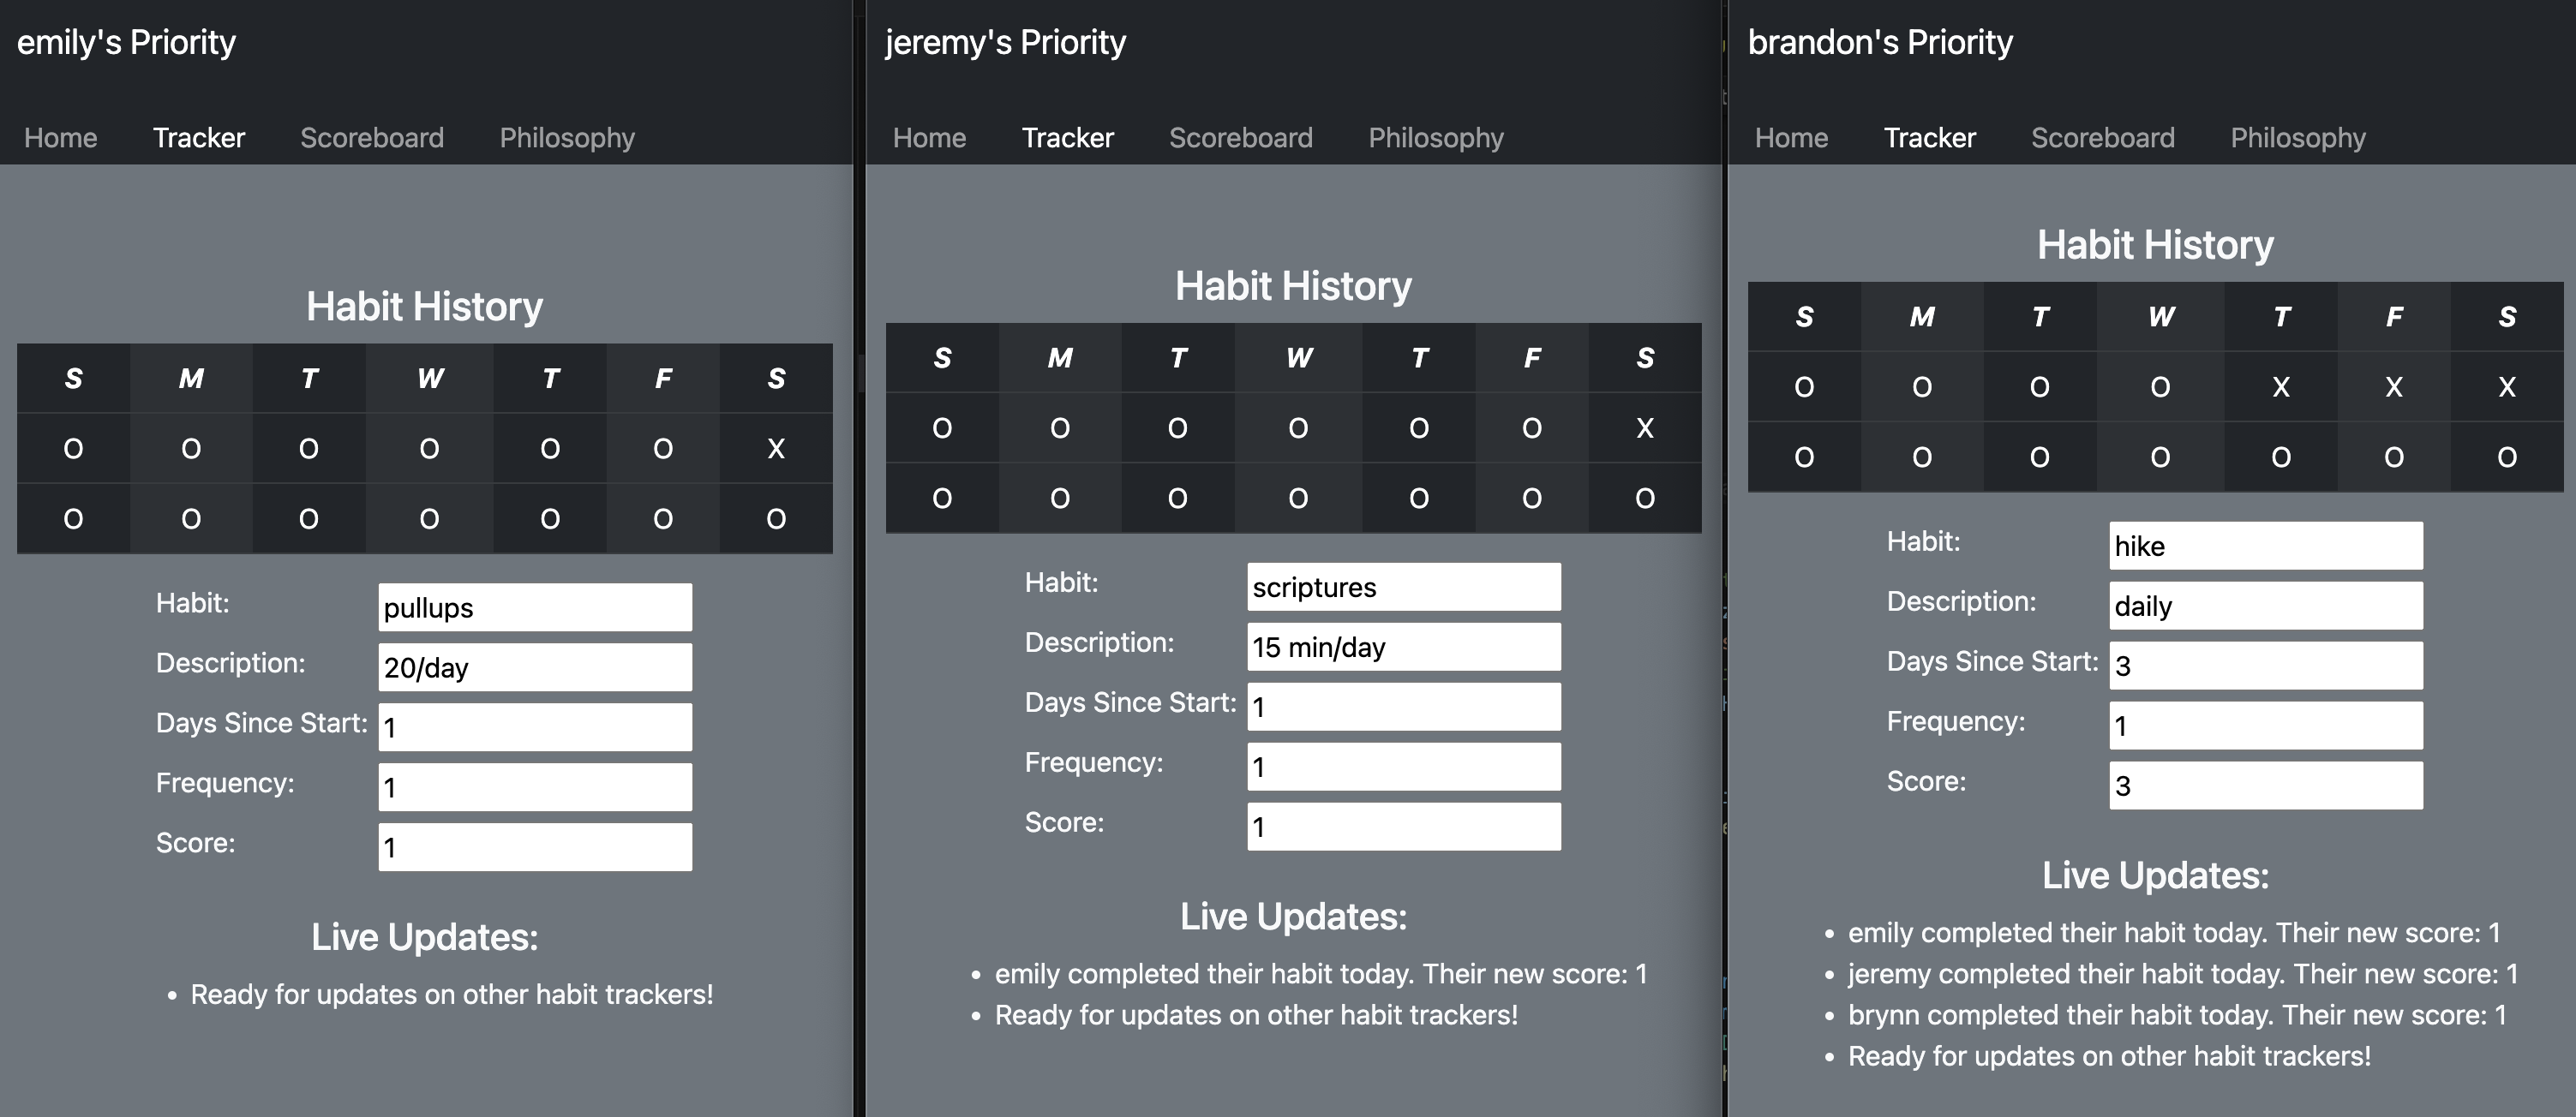 emily's Priority
Home Tracker Scoreboard Philosophy
Habit History
S M T W T F S
O O O O O O X
O O O O O O O
Habit: pullups
Description: 20/day
Days Since Start: 1
Frequency: 1
Score: 1
Live Updates:
• Ready for updates on other habit trackers!
jeremy's Priority
Home Tracker Scoreboard Philosophy
Habit History
S M T W T F S
O O O O O O X
O O O O O O O
Habit: scriptures
Description: 15 min/day
Days Since Start: 1
Frequency: 1
Score: 1
Live Updates:
• emily completed their habit today. Their new score: 1
• Ready for updates on other habit trackers!
brandon's Priority
Home Tracker Scoreboard Philosophy
Habit History
S M T W T F S
O O O O X X X
O O O O O O O
Habit: hike
Description: daily
Days Since Start: 3
Frequency: 1
Score: 3
Live Updates:
• emily completed their habit today. Their new score: 1
• jeremy completed their habit today. Their new score: 1
• brynn completed their habit today. Their new score: 1
• Ready for updates on other habit trackers!